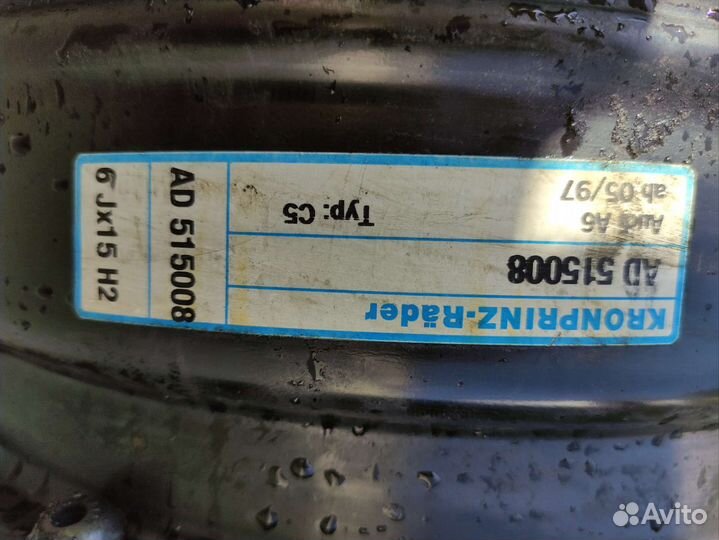 KRONPRINZ-Räder
AD 515008
Audi A6 Typ: C5
ab 05/97
AD 515008
6 Jx15 H2
Avito